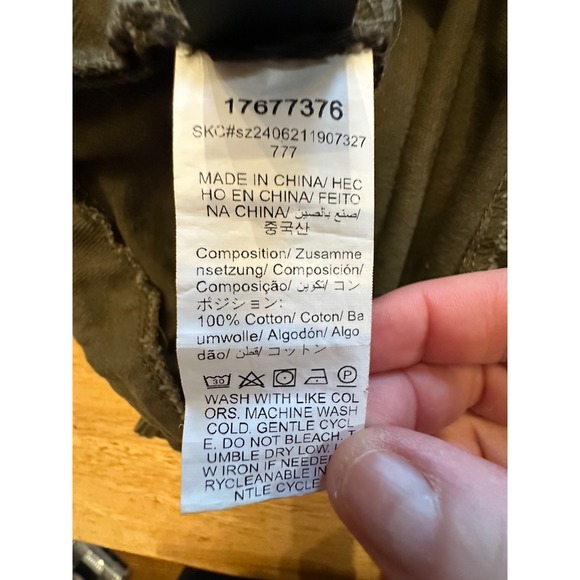 17677376
SKC#sz2406211907327
777
MADE IN CHINA/ HEC
HO EN CHINA/ FEITO
NA CHINA/ صنع بالصين/
중국산
Composition/ Zusamme
nsetzung/ Composición/
Composição/ تكوين/ コン
ポジション:
100% Cotton/ Coton/ Ba
umwolle/ Algodón/ Algo
dão/ قطن/ コットン
30 P
WASH WITH LIKE COL
ORS. MACHINE WASH
COLD. GENTLE CYCL
E. DO NOT BLEACH. T
UMBLE DRY LOW.
W IRON IF NEEDED
RYCLEANABLE IN
NTLE CYCLE